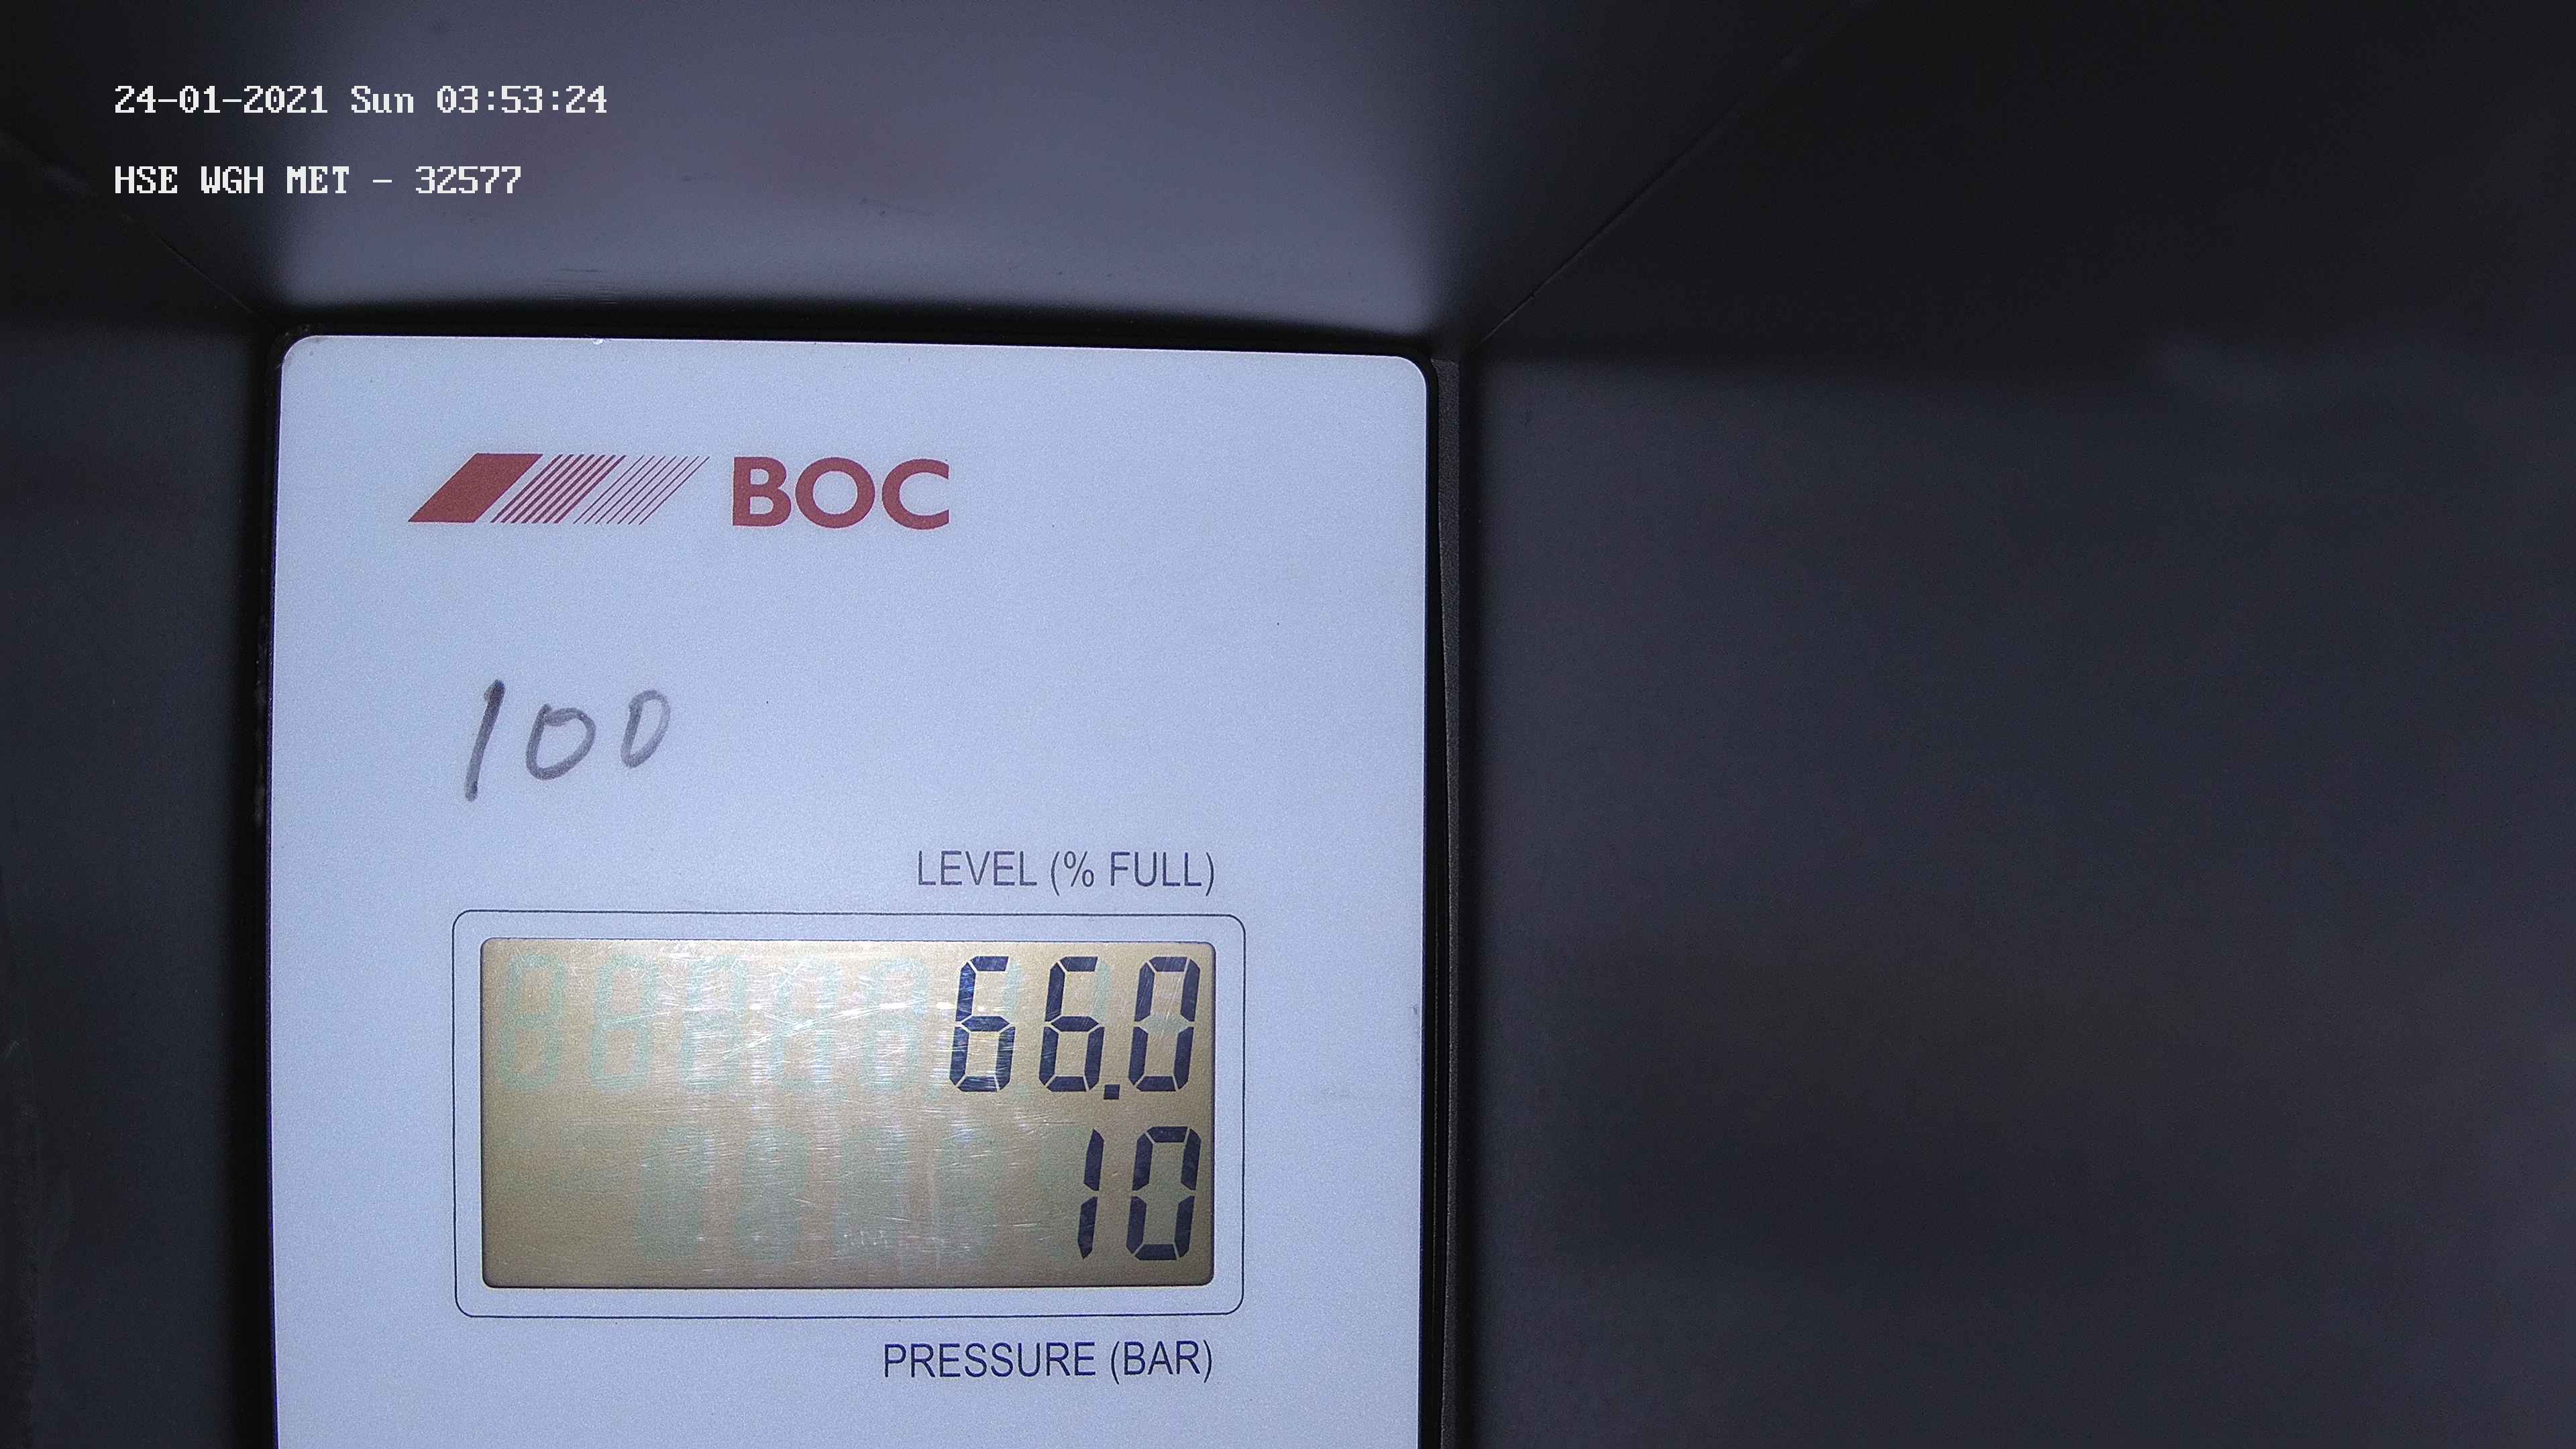 24-01-2021 Sun 03:53:24
HSE WGH MET - 32577
BOC
100
LEVEL (% FULL)
66.0
10
PRESSURE (BAR)